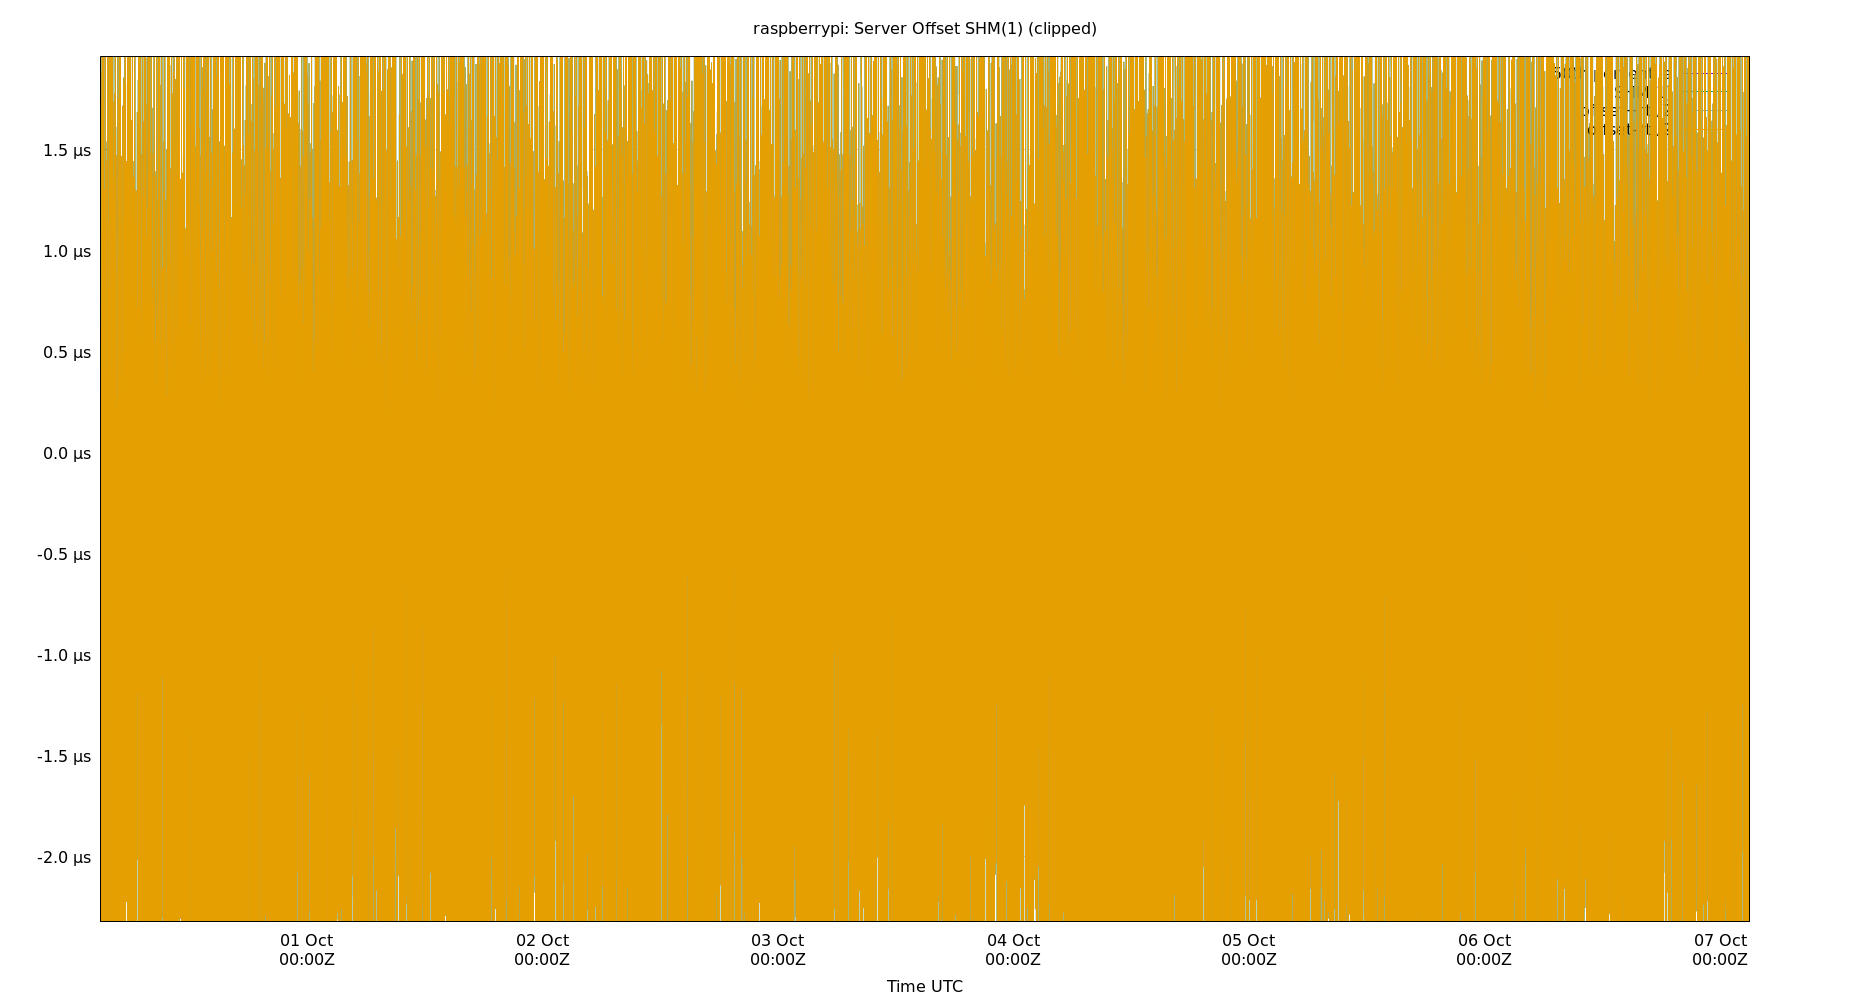 raspberrypi: Server Offset SHM(1) (clipped)
1.5 µs
1.0 µs
0.5 µs
0.0 µs
-0.5 µs
-1.0 µs
-1.5 µs
-2.0 µs
01 Oct 02 Oct 03 Oct 04 Oct 05 Oct 06 Oct 07 Oct
00:00Z 00:00Z 00:00Z 00:00Z 00:00Z 00:00Z 00:00Z
Time UTC